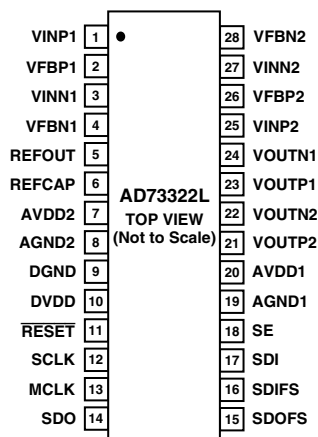 VINP1 1 28 VFBN2
VFBP1 2 27 VINN2
VINN1 3 26 VFBP2
VFBN1 4 25 VINP2
REFOUT 5 24 VOUTN1
REFCAP 6 23 VOUTP1
AVDD2 7 22 VOUTN2
AGND2 8 21 VOUTP2
DGND 9 20 AVDD1
DVDD 10 19 AGND1
RESET 11 18 SE
SCLK 12 17 SDI
MCLK 13 16 SDIFS
SDO 14 15 SDOFS
AD73322L
TOP VIEW
(Not to Scale)